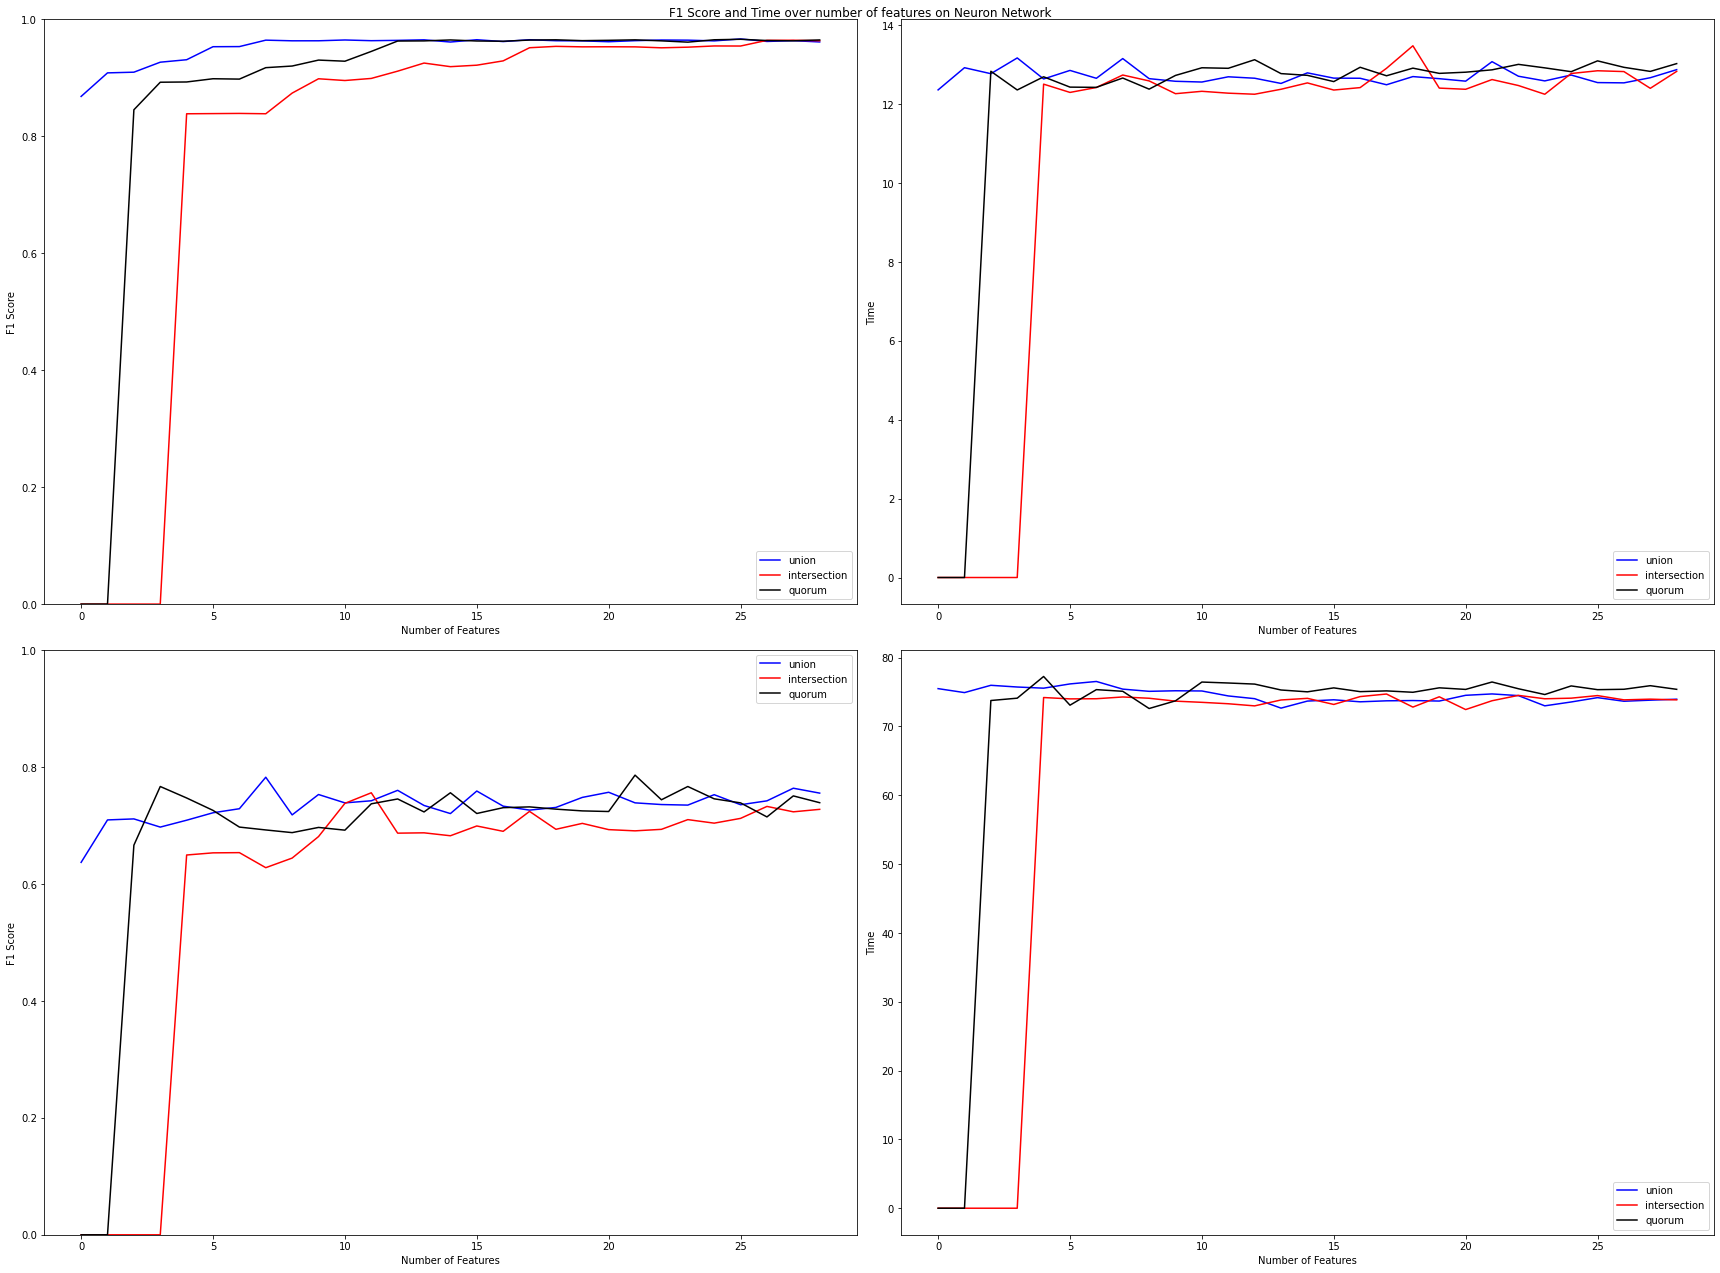 F1 Score and Time over number of features on Neuron Network
1.0
0.8
0.6
0.4
0.2
0.0
F1 Score
0 5 10 15 20 25
Number of Features
union
intersection
quorum
14
12
10
8
6
4
2
0
Time
0 5 10 15 20 25
Number of Features
union
intersection
quorum
1.0
0.8
0.6
0.4
0.2
0.0
F1 Score
0 5 10 15 20 25
Number of Features
union
intersection
quorum
80
70
60
50
40
30
20
10
0
Time
0 5 10 15 20 25
Number of Features
union
intersection
quorum